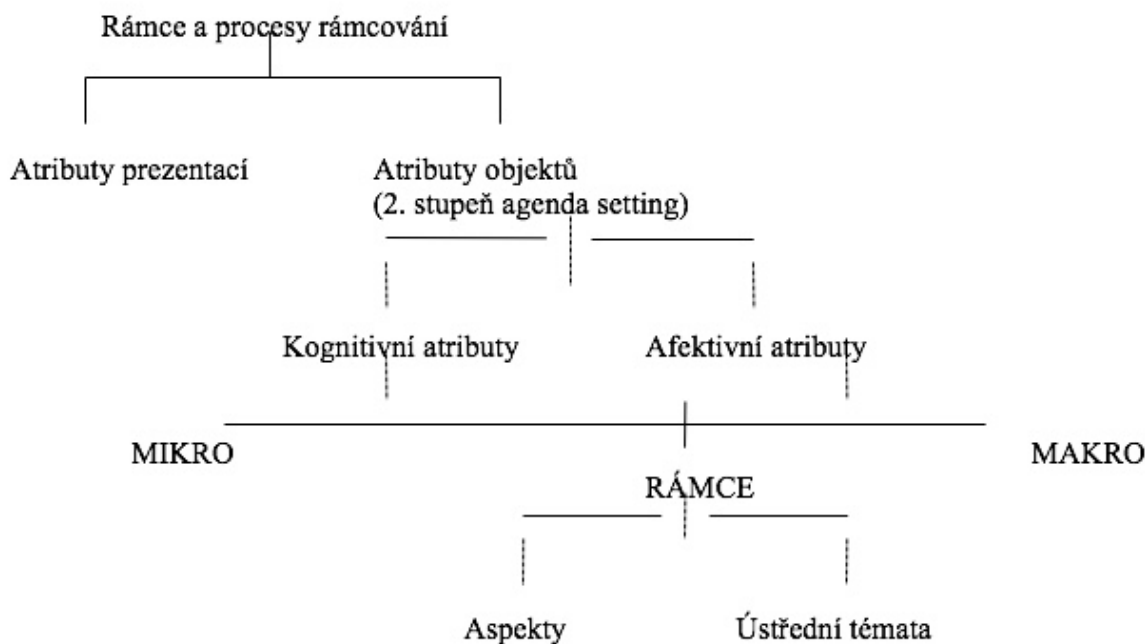 Rámce a procesy rámcování
Atributy prezentací
Atributy objektů
(2. stupeň agenda setting)
Kognitivní atributy
Afektivní atributy
MIKRO
MAKRO
RÁMCE
Aspekty
Ústřední témata